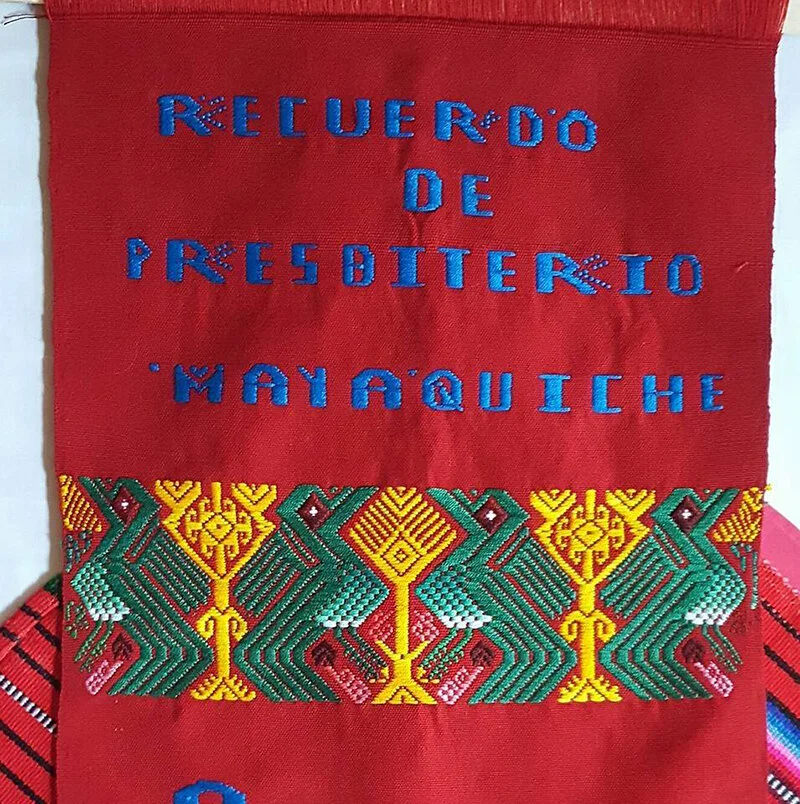 RECUERDO
DE
PRESBITERIO
MAYA QUICHE